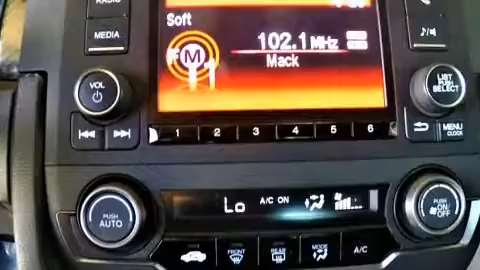 RADIO
MEDIA
Soft
FM
102.1 MHz
Mack
VOL
LIST
PUSH
SELECT
MENU
CLOCK
1 2 3 4 5 6
PUSH
AUTO
Lo A/C ON
PUSH
ON/
OFF
FRONT
REAR
MODE
A/C